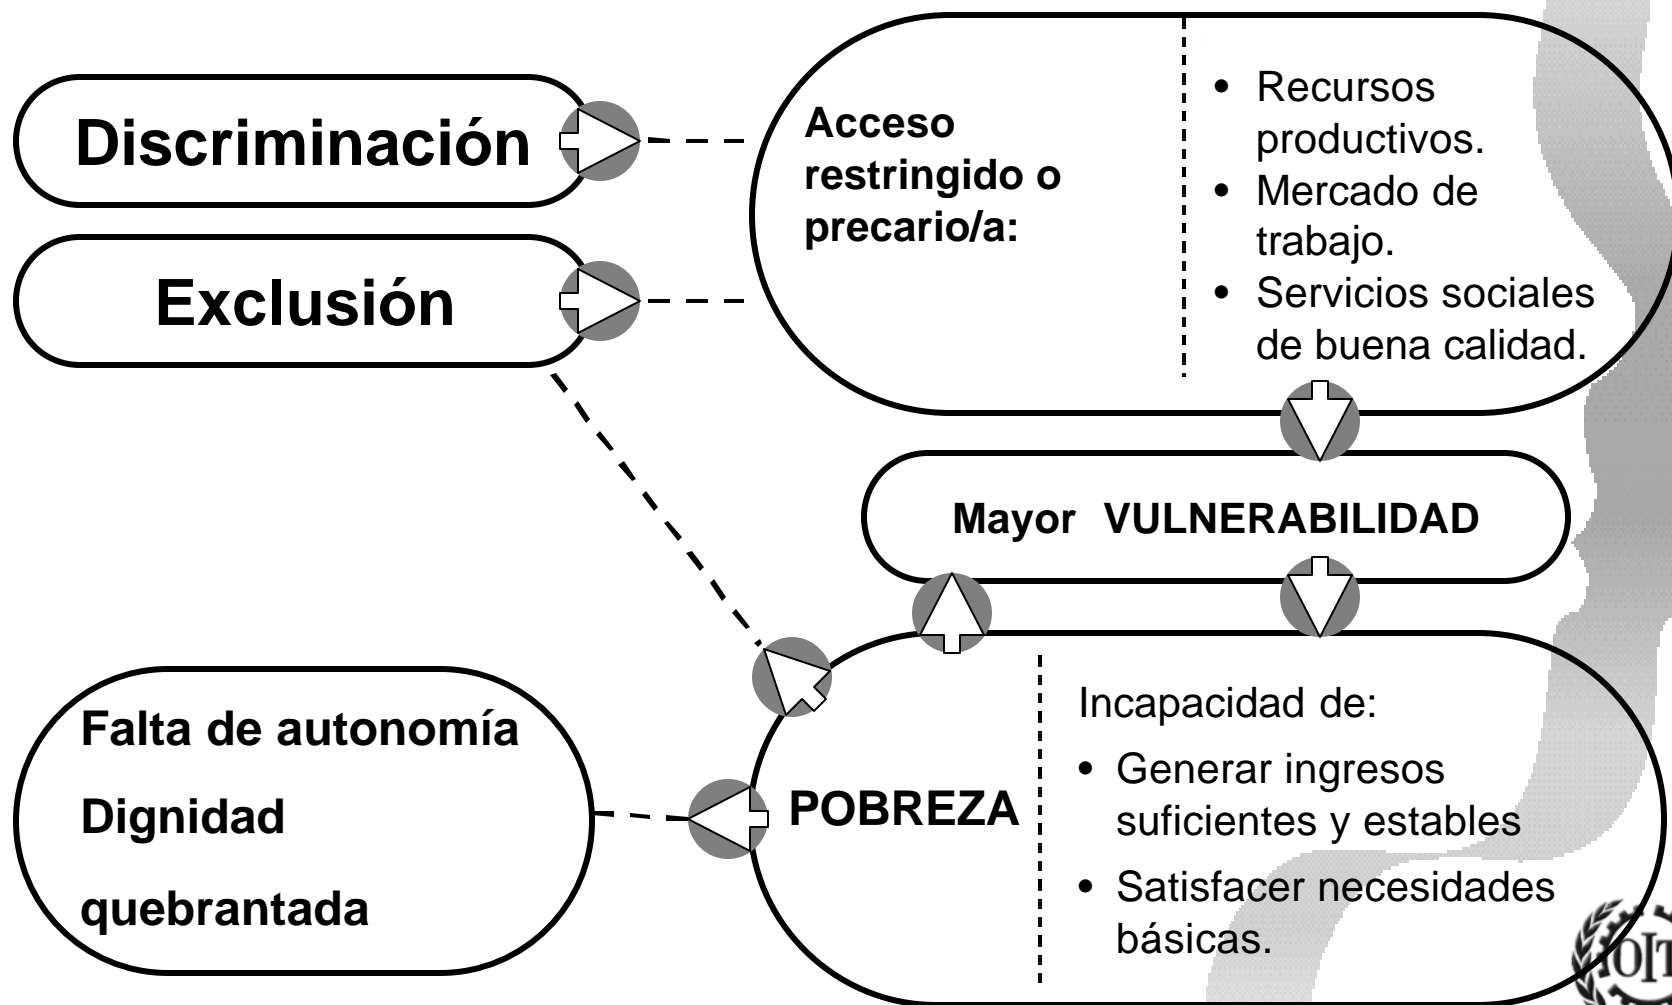 Discriminación
Exclusión
Acceso
restringido o
precario/a:
• Recursos
productivos.
• Mercado de
trabajo.
• Servicios sociales
de buena calidad.
Mayor VULNERABILIDAD
Falta de autonomía
Dignidad
quebrantada
POBREZA
Incapacidad de:
• Generar ingresos
suficientes y estables
• Satisfacer necesidades
básicas.
OIT